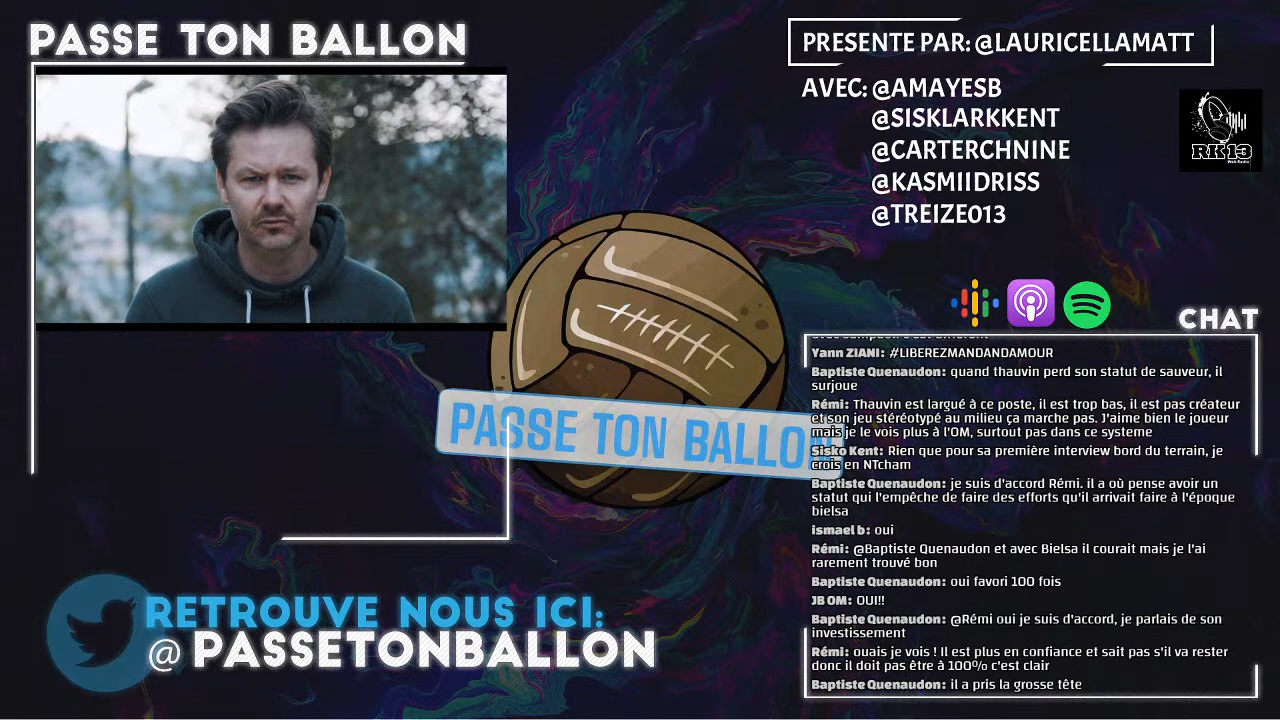 PASSE TON BALLON
PRESENTE PAR: @LAURICELLAMATT
AVEC: @AMAYESB
@SISKLARKKENT
@CARTERCHNINE
@KASMIIDRISS
@TREIZE013
RK13
Web Radio
CHAT
Yann ZIANI: #LIBEREZMANDANDAMOUR
Baptiste Quenaudon: quand thauvin perd son statut de sauveur, il
surjoue
Rémi: Thauvin est largué à ce poste, il est trop bas, il est pas créateur
et son jeu stéréotypé au milieu ça marche pas. J'aime bien le joueur
mais je le vois plus à l'OM, surtout pas dans ce systeme
Sisko Kent: Rien que pour sa première interview bord du terrain, je
crois en NTcham
Baptiste Quenaudon: je suis d'accord Rémi. il a où pense avoir un
statut qui l'empêche de faire des efforts qu'il arrivait faire à l'époque
bielsa
ismael b: oui
Rémi: @Baptiste Quenaudon et avec Bielsa il courait mais je l'ai
rarement trouvé bon
Baptiste Quenaudon: oui favori 100 fois
JB OM: OUI!!
Baptiste Quenaudon: @Rémi oui je suis d'accord, je parlais de son
investissement
Rémi: ouais je vois ! Il est plus en confiance et sait pas s'il va rester
donc il doit pas être à 100% c'est clair
Baptiste Quenaudon: il a pris la grosse tête
PASSE TON BALLON
RETROUVE NOUS ICI:
@PASSETONBALLON